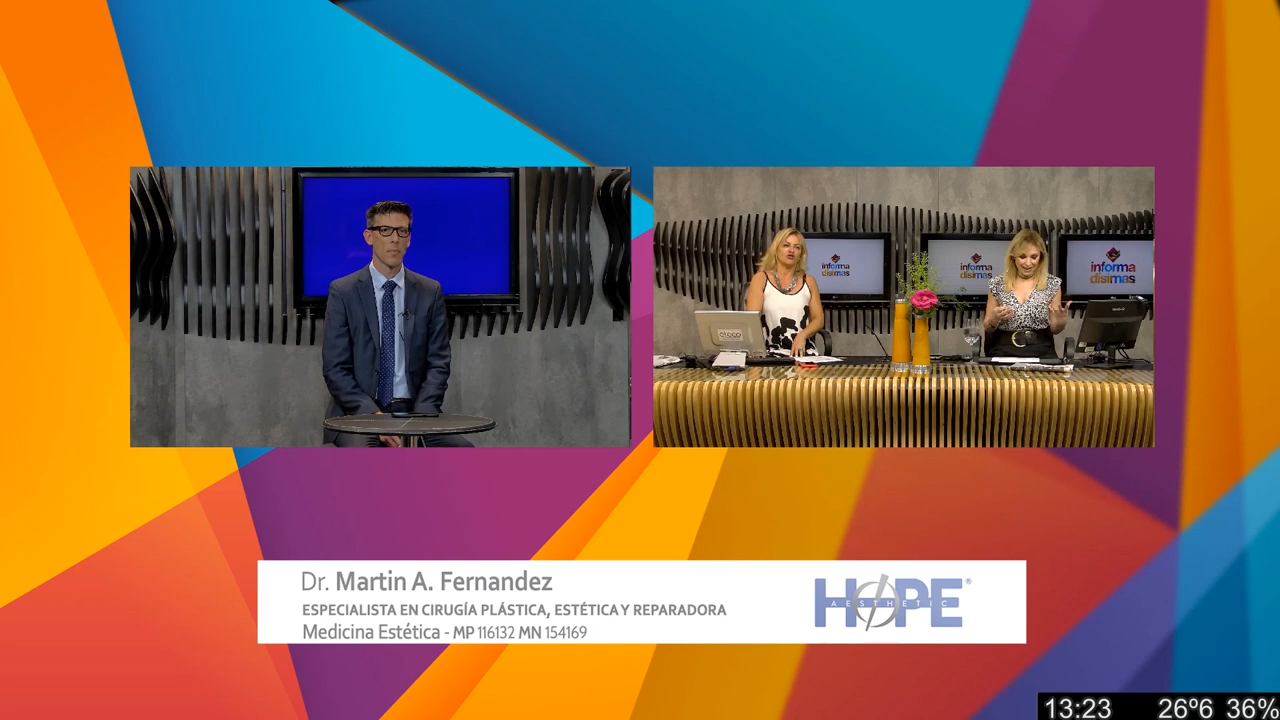 informa
disimas
informa
disimas
informa
disimas
Dr. Martin A. Fernandez
ESPECIALISTA EN CIRUGÍA PLÁSTICA, ESTÉTICA Y REPARADORA
Medicina Estética - MP 116132 MN 154169
HOPE®
AESTHETIC
13:23 26º6 36%